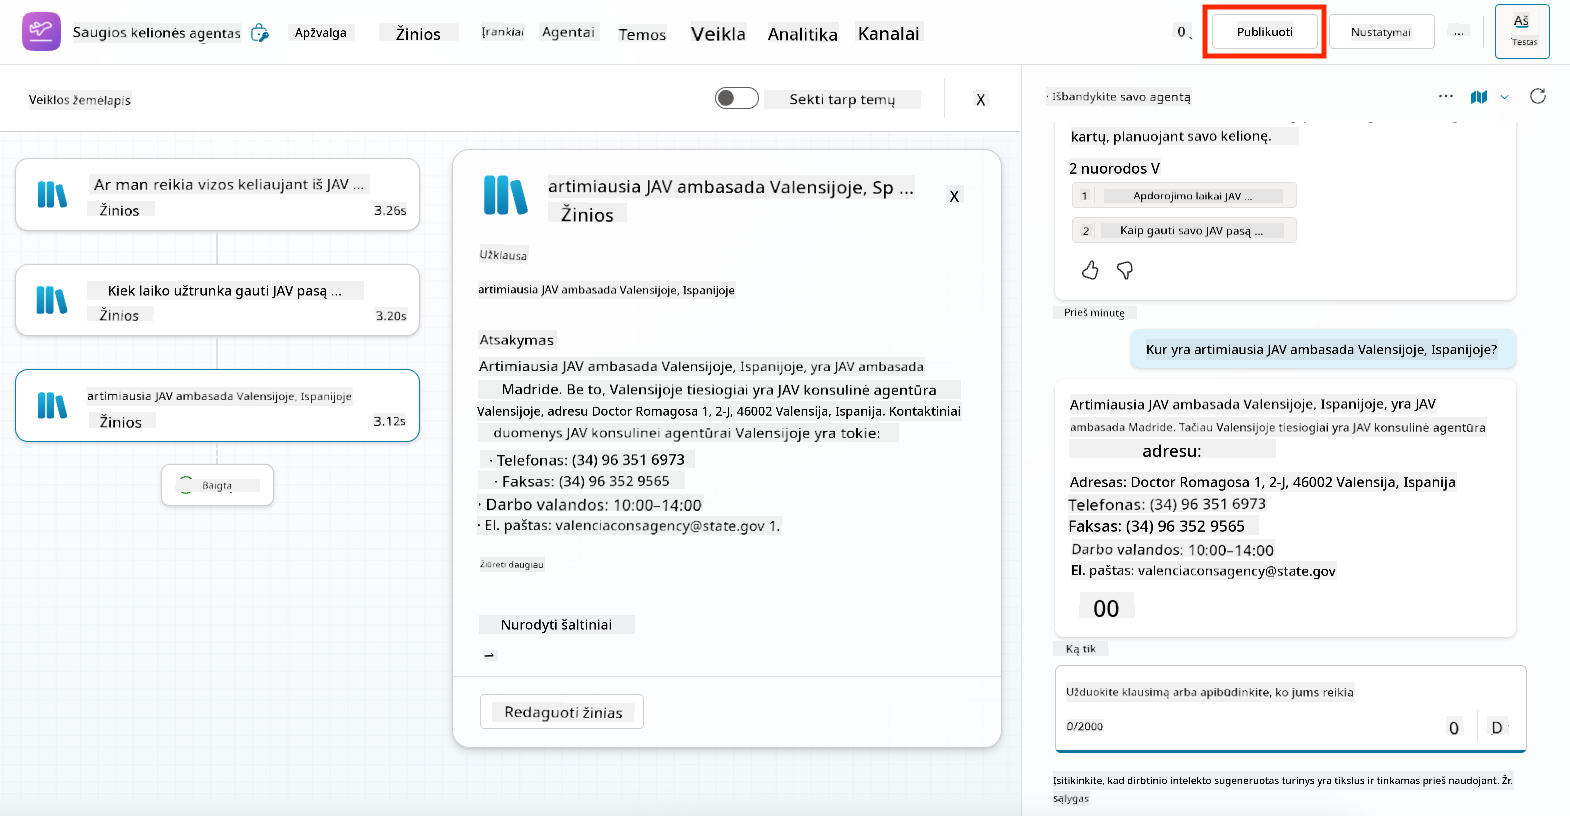 Saugios kelionės agentas
Apžvalga
Žinios
Įrankiai
Agentai
Temos
Veikla
Analitika
Kanalai
0
Publikuoti
Nustatymai
...
Aš
Testas
Veiklos žemėlapis
Sekti tarp temų
X
Ar man reikia vizos keliaujant iš JAV ...
Žinios
3.26s
Kiek laiko užtrunka gauti JAV pasą ...
Žinios
3.20s
artimiausia JAV ambasada Valensijoje, Ispanijoje
Žinios
3.12s
Baigta
artimiausia JAV ambasada Valensijoje, Sp ...
Žinios
X
Užklausa
artimiausia JAV ambasada Valensijoje, Ispanijoje
Atsakymas
Artimiausia JAV ambasada Valensijoje, Ispanijoje, yra JAV ambasada
Madride. Be to, Valensijoje tiesiogiai yra JAV konsulinė agentūra
Valensijoje, adresu Doctor Romagosa 1, 2-J, 46002 Valensija, Ispanija. Kontaktiniai
duomenys JAV konsulinei agentūrai Valensijoje yra tokie:
· Telefonas: (34) 96 351 6973
· Faksas: (34) 96 352 9565
· Darbo valandos: 10:00–14:00
· El. paštas: valenciaconsagency@state.gov 1.
Žiūrėti daugiau
Nurodyti šaltiniai
Redaguoti žinias
· Išbandykite savo agentą
...
kartų, planuojant savo kelionę.
2 nuorodos V
1 Apdorojimo laikai JAV ...
2 Kaip gauti savo JAV pasą ...
Prieš minutę
Kur yra artimiausia JAV ambasada Valensijoje, Ispanijoje?
Artimiausia JAV ambasada Valensijoje, Ispanijoje, yra JAV
ambasada Madride. Tačiau Valensijoje tiesiogiai yra JAV konsulinė agentūra
adresu:
Adresas: Doctor Romagosa 1, 2-J, 46002 Valensija, Ispanija
Telefonas: (34) 96 351 6973
Faksas: (34) 96 352 9565
Darbo valandos: 10:00–14:00
El. paštas: valenciaconsagency@state.gov
00
Ką tik
Užduokite klausimą arba apibūdinkite, ko jums reikia
0/2000
0
D
Įsitikinkite, kad dirbtinio intelekto sugeneruotas turinys yra tikslus ir tinkamas prieš naudojant. Žr.
sąlygas